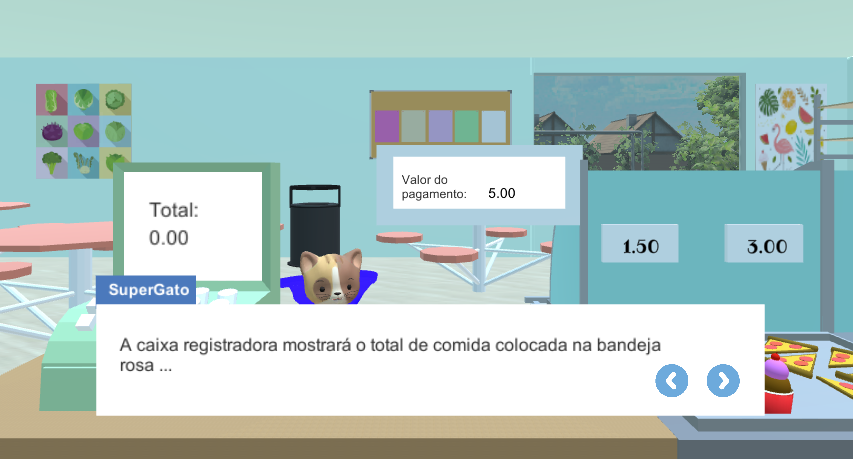 Total:
0.00
Valor do
pagamento: 5.00
1.50
3.00
SuperGato
A caixa registradora mostrará o total de comida colocada na bandeja
rosa ...